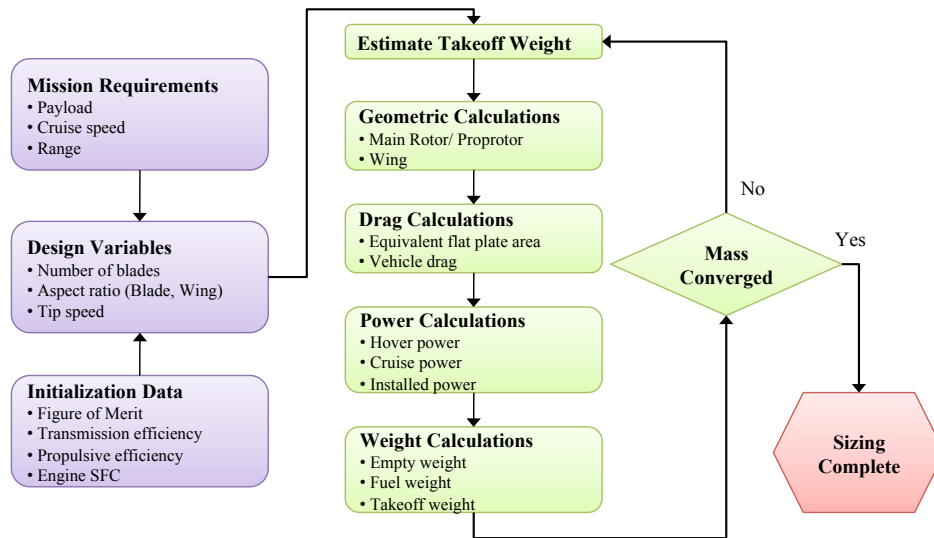 Estimate Takeoff Weight
Mission Requirements
• Payload
• Cruise speed
• Range
Design Variables
• Number of blades
• Aspect ratio (Blade, Wing)
• Tip speed
Initialization Data
• Figure of Merit
• Transmission efficiency
• Propulsive efficiency
• Engine SFC
Geometric Calculations
• Main Rotor/ Proprotor
• Wing
Drag Calculations
• Equivalent flat plate area
• Vehicle drag
Power Calculations
• Hover power
• Cruise power
• Installed power
Weight Calculations
• Empty weight
• Fuel weight
• Takeoff weight
No
Yes
Mass
Converged
Sizing
Complete